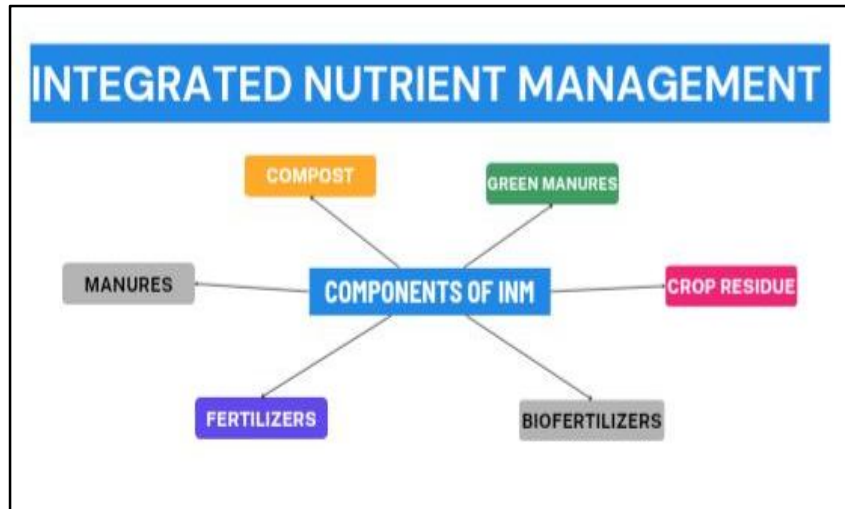 INTEGRATED NUTRIENT MANAGEMENT
COMPOST
GREEN MANURES
MANURES
COMPONENTS OF INM
CROP RESIDUE
FERTILIZERS
BIOFERTILIZERS